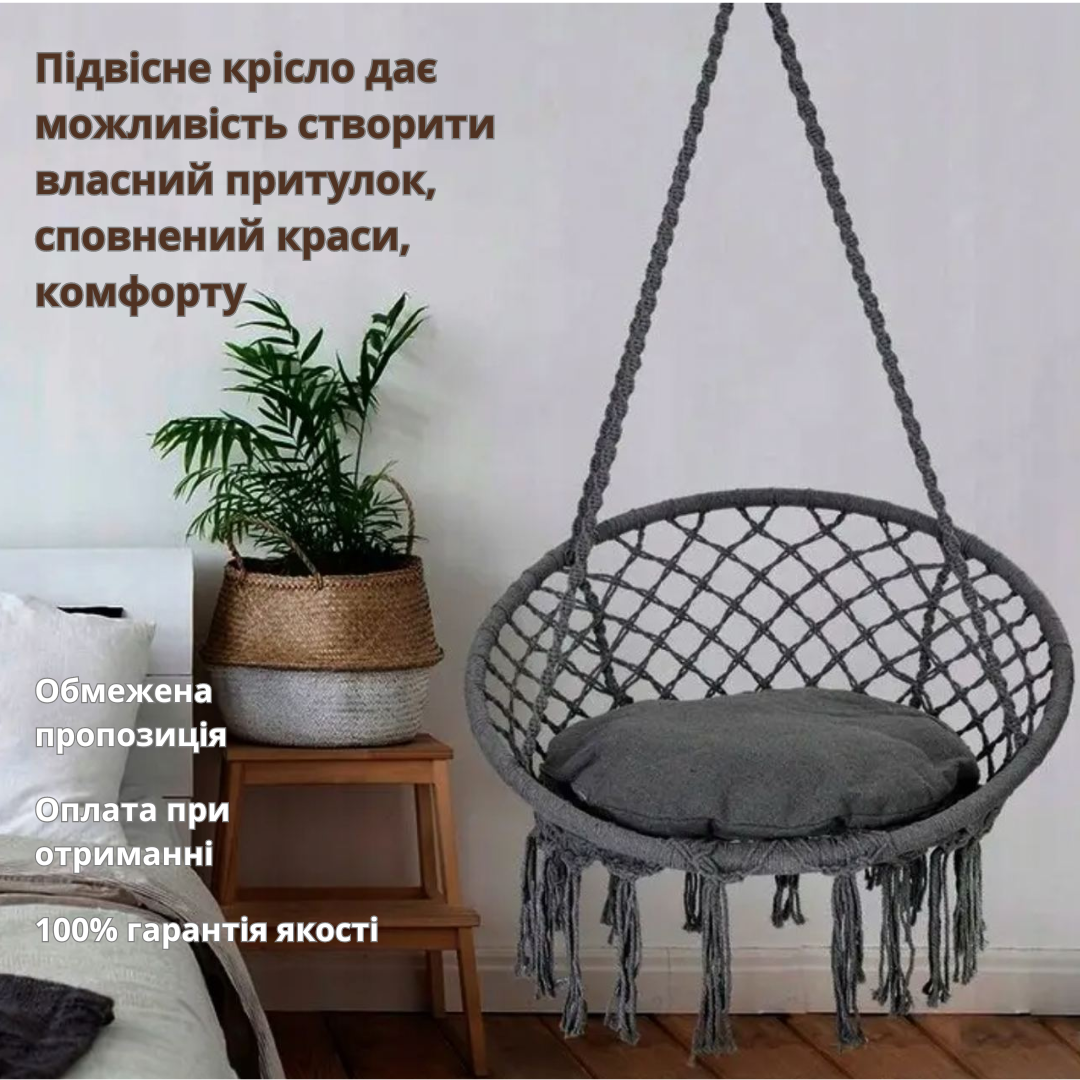 Підвісне крісло дає
можливість створити
власний притулок,
сповнений краси,
комфорту
Обмежена
пропозиція
Оплата при
отриманні
100% гарантія якості